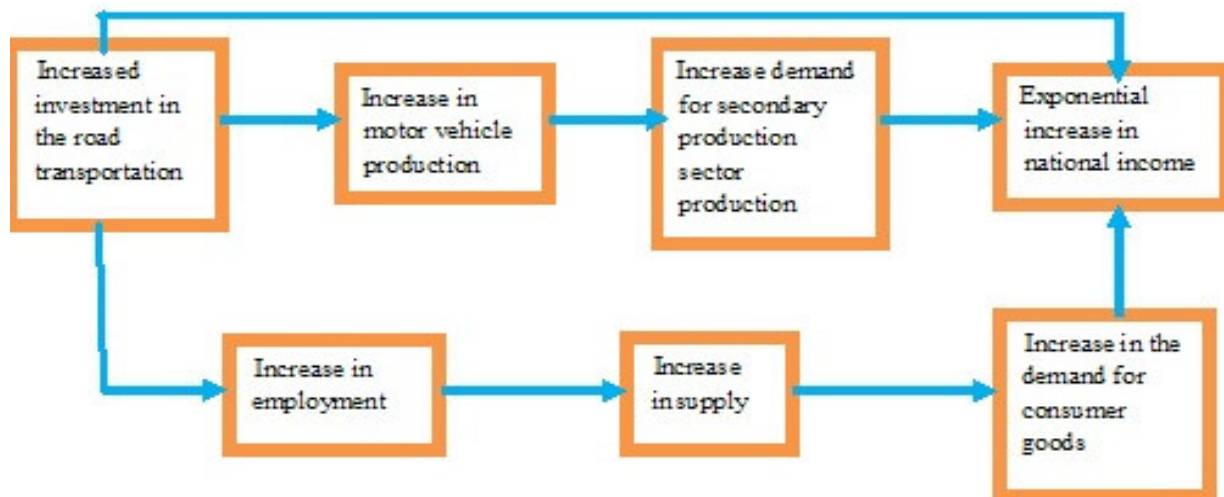 Increased
investment in
the road
transportation
Increase in
motor vehicle
production
Increase demand
for secondary
production
sector
production
Exponential
increase in
national income
Increase in
employment
Increase
insupply
Increase in the
demand for
consumer
goods